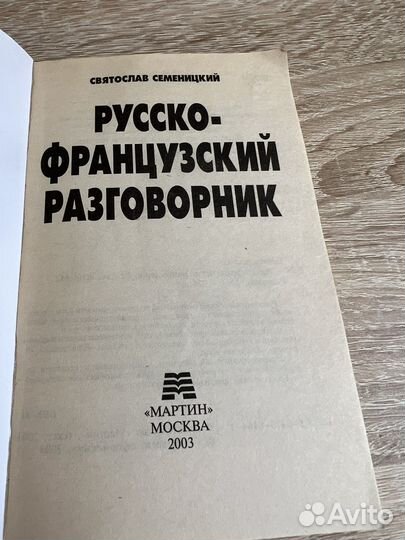 СВЯТОСЛАВ СЕМЕНИЦКИЙ
РУССКО-
ФРАНЦУЗСКИЙ
РАЗГОВОРНИК
«МАРТИН»
МОСКВА
2003
Avito